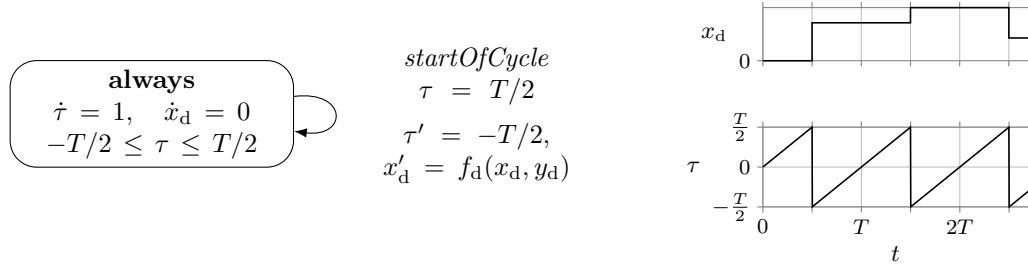 always
τ̇ = 1, ẋ_d = 0
−T/2 ≤ τ ≤ T/2
startOfCycle
τ = T/2
τ′ = −T/2,
x′_d = f_d(x_d, y_d)
x_d
0
T/2
τ
0
−T/2
0 T 2T
t